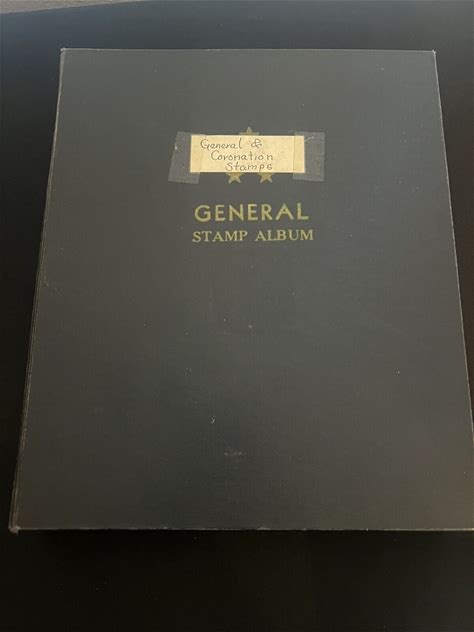 General &
Coronation
Stamps
GENERAL
STAMP ALBUM